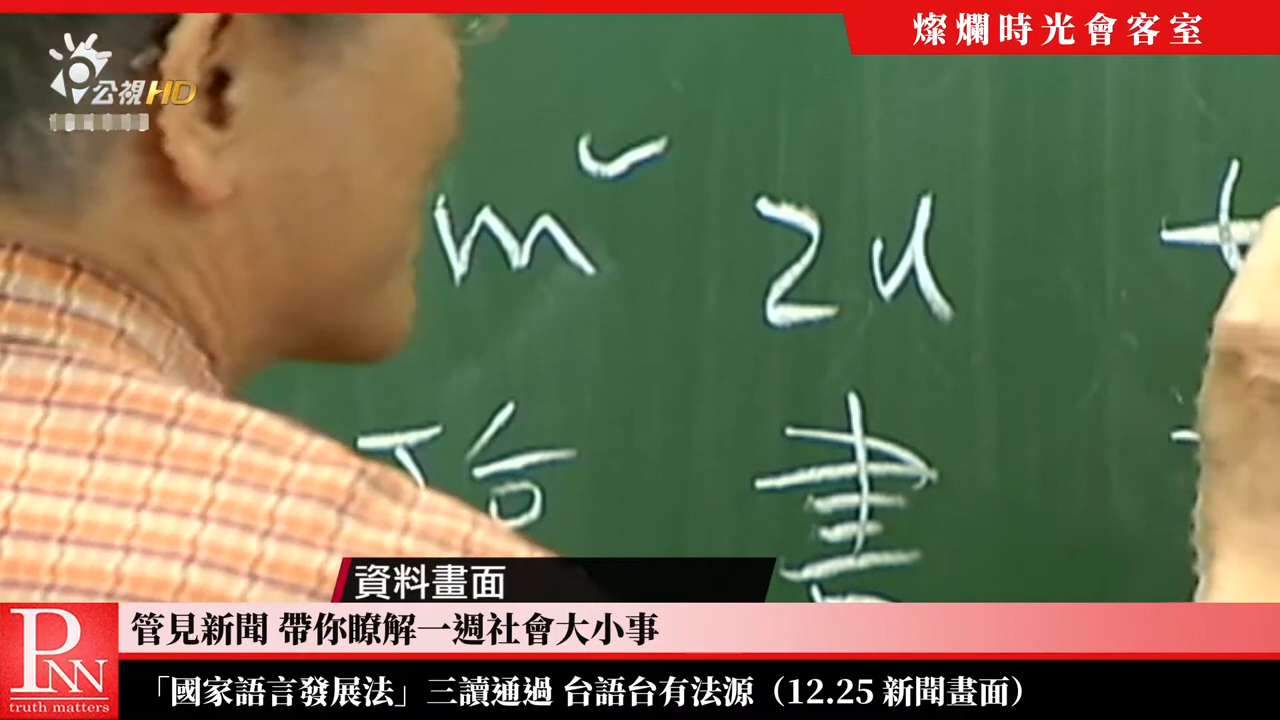 燦爛時光會客室
公視HD
mˇ zu
書
資料畫面
管見新聞 帶你瞭解一週社會大小事
PNN
truth matters
「國家語言發展法」三讀通過 台語台有法源（12.25 新聞畫面）